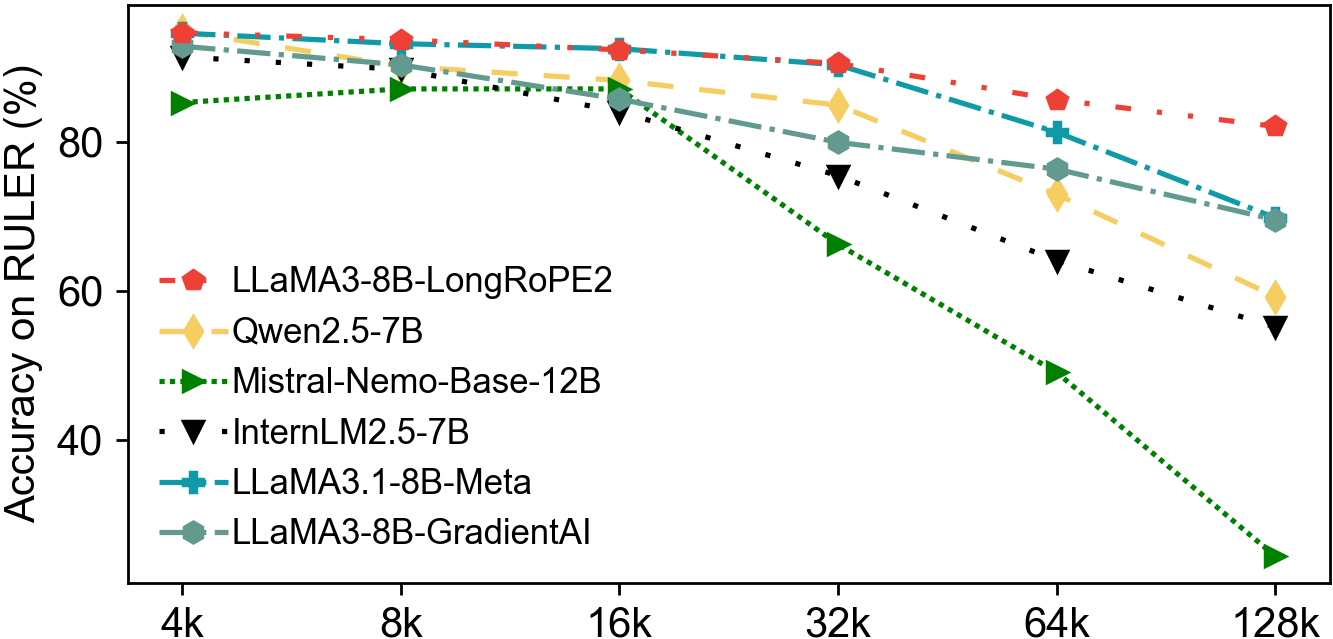 Accuracy on RULER (%)
80
60
40
LLaMA3-8B-LongRoPE2
Qwen2.5-7B
Mistral-Nemo-Base-12B
InternLM2.5-7B
LLaMA3.1-8B-Meta
LLaMA3-8B-GradientAI
4k 8k 16k 32k 64k 128k